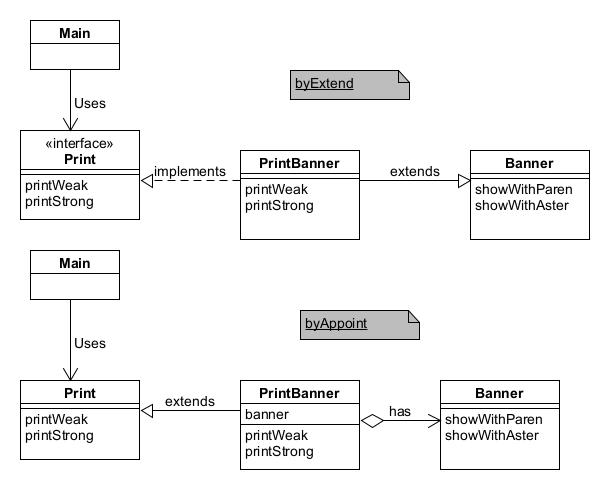 Main
byExtend
Uses
«interface»
Print
printWeak
printStrong
implements
PrintBanner
printWeak
printStrong
extends
Banner
showWithParen
showWithAster
Main
byAppoint
Uses
Print
printWeak
printStrong
extends
PrintBanner
banner
printWeak
printStrong
has
Banner
showWithParen
showWithAster